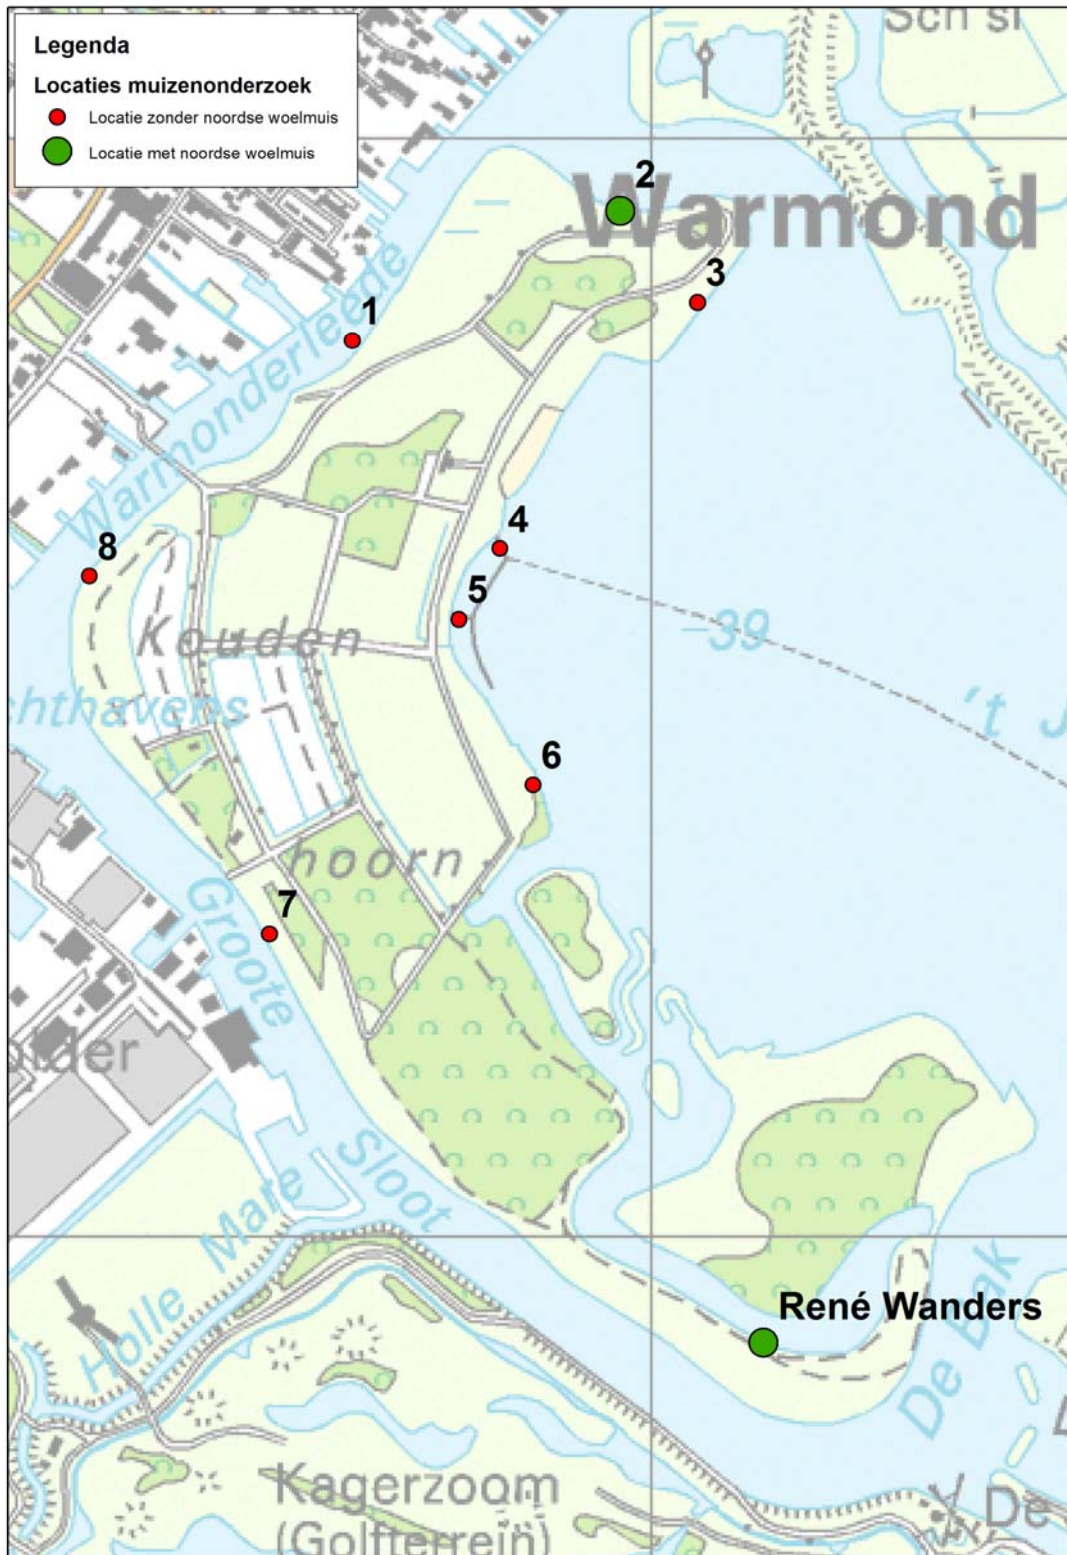 Legenda
Locaties muizenonderzoek
Locatie zonder noordse woelmuis
Locatie met noordse woelmuis
2
Warmond
3
1
Warmonderleede
4
8
5
Kouden
-39
chthavens
't J
6
hoorn
7
Groote
older
Sloot
Holle Mare
René Wanders
De Bak
Kagerzoom
(Golfterrein)
De